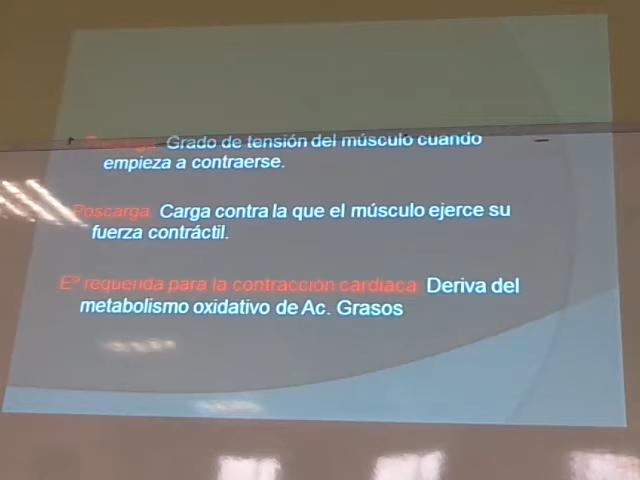 Grado de tensión del músculo cuando
empieza a contraerse.
Poscarga Carga contra la que el músculo ejerce su
fuerza contráctil.
Eº requerida para la contracción cardiaca Deriva del
metabolismo oxidativo de Ac. Grasos